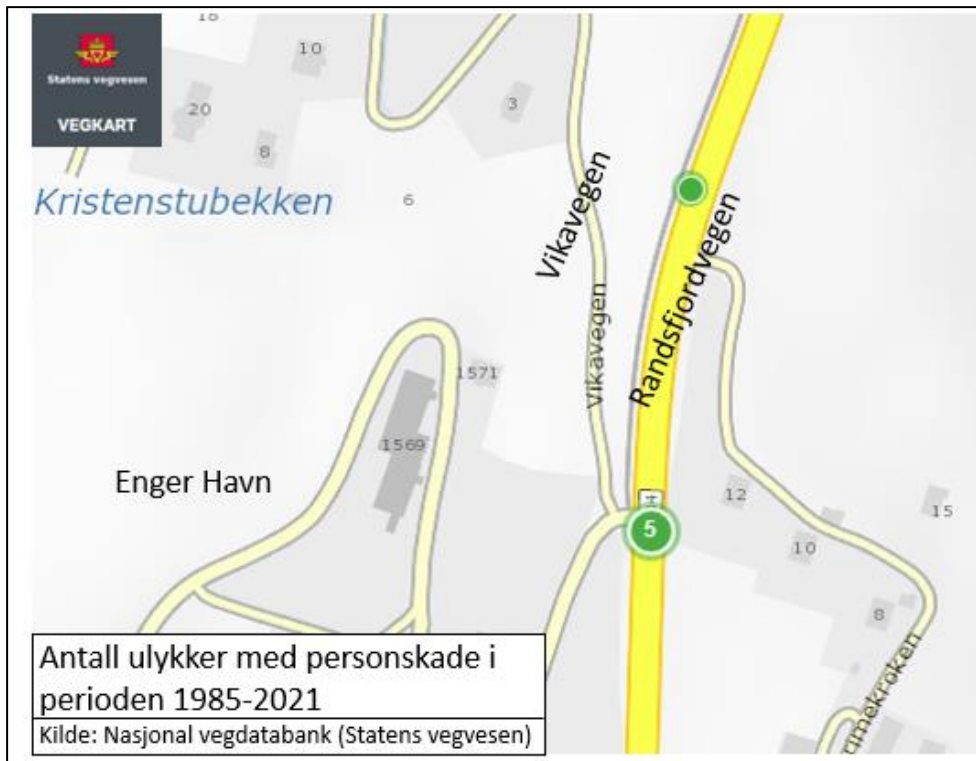 18
10
Statens vegvesen
VEGKART
20
3
8
Kristenstubekken
6
Vikavegen
Vikavegen
Randsfjordvegen
1571
1569
Enger Havn
12
15
5
10
8
Antall ulykker med personskade i
perioden 1985-2021
Kilde: Nasjonal vegdatabank (Statens vegvesen)